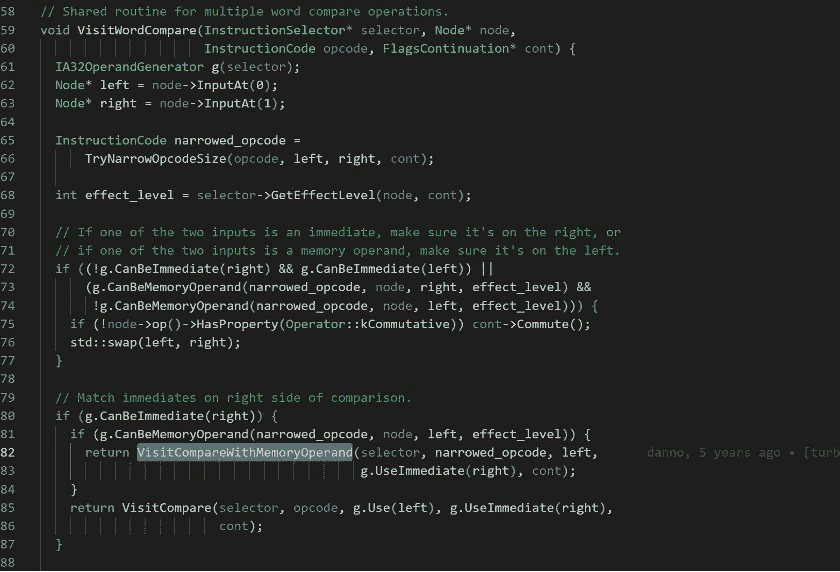 58 // Shared routine for multiple word compare operations.
59 void VisitWordCompare(InstructionSelector* selector, Node* node,
60 InstructionCode opcode, FlagsContinuation* cont) {
61 IA32OperandGenerator g(selector);
62 Node* left = node->InputAt(0);
63 Node* right = node->InputAt(1);
64
65 InstructionCode narrowed_opcode =
66 TryNarrowOpcodeSize(opcode, left, right, cont);
67
68 int effect_level = selector->GetEffectLevel(node, cont);
69
70 // If one of the two inputs is an immediate, make sure it's on the right, or
71 // if one of the two inputs is a memory operand, make sure it's on the left.
72 if ((!g.CanBeImmediate(right) && g.CanBeImmediate(left)) ||
73 (g.CanBeMemoryOperand(narrowed_opcode, node, right, effect_level) &&
74 !g.CanBeMemoryOperand(narrowed_opcode, node, left, effect_level))) {
75 if (!node->op()->HasProperty(Operator::kCommutative)) cont->Commute();
76 std::swap(left, right);
77 }
78
79 // Match immediates on right side of comparison.
80 if (g.CanBeImmediate(right)) {
81 if (g.CanBeMemoryOperand(narrowed_opcode, node, left, effect_level)) {
82 return VisitCompareWithMemoryOperand(selector, narrowed_opcode, left, danno, 5 years ago • [turb
83 g.UseImmediate(right), cont);
84 }
85 return VisitCompare(selector, opcode, g.Use(left), g.UseImmediate(right),
86 cont);
87 }
88